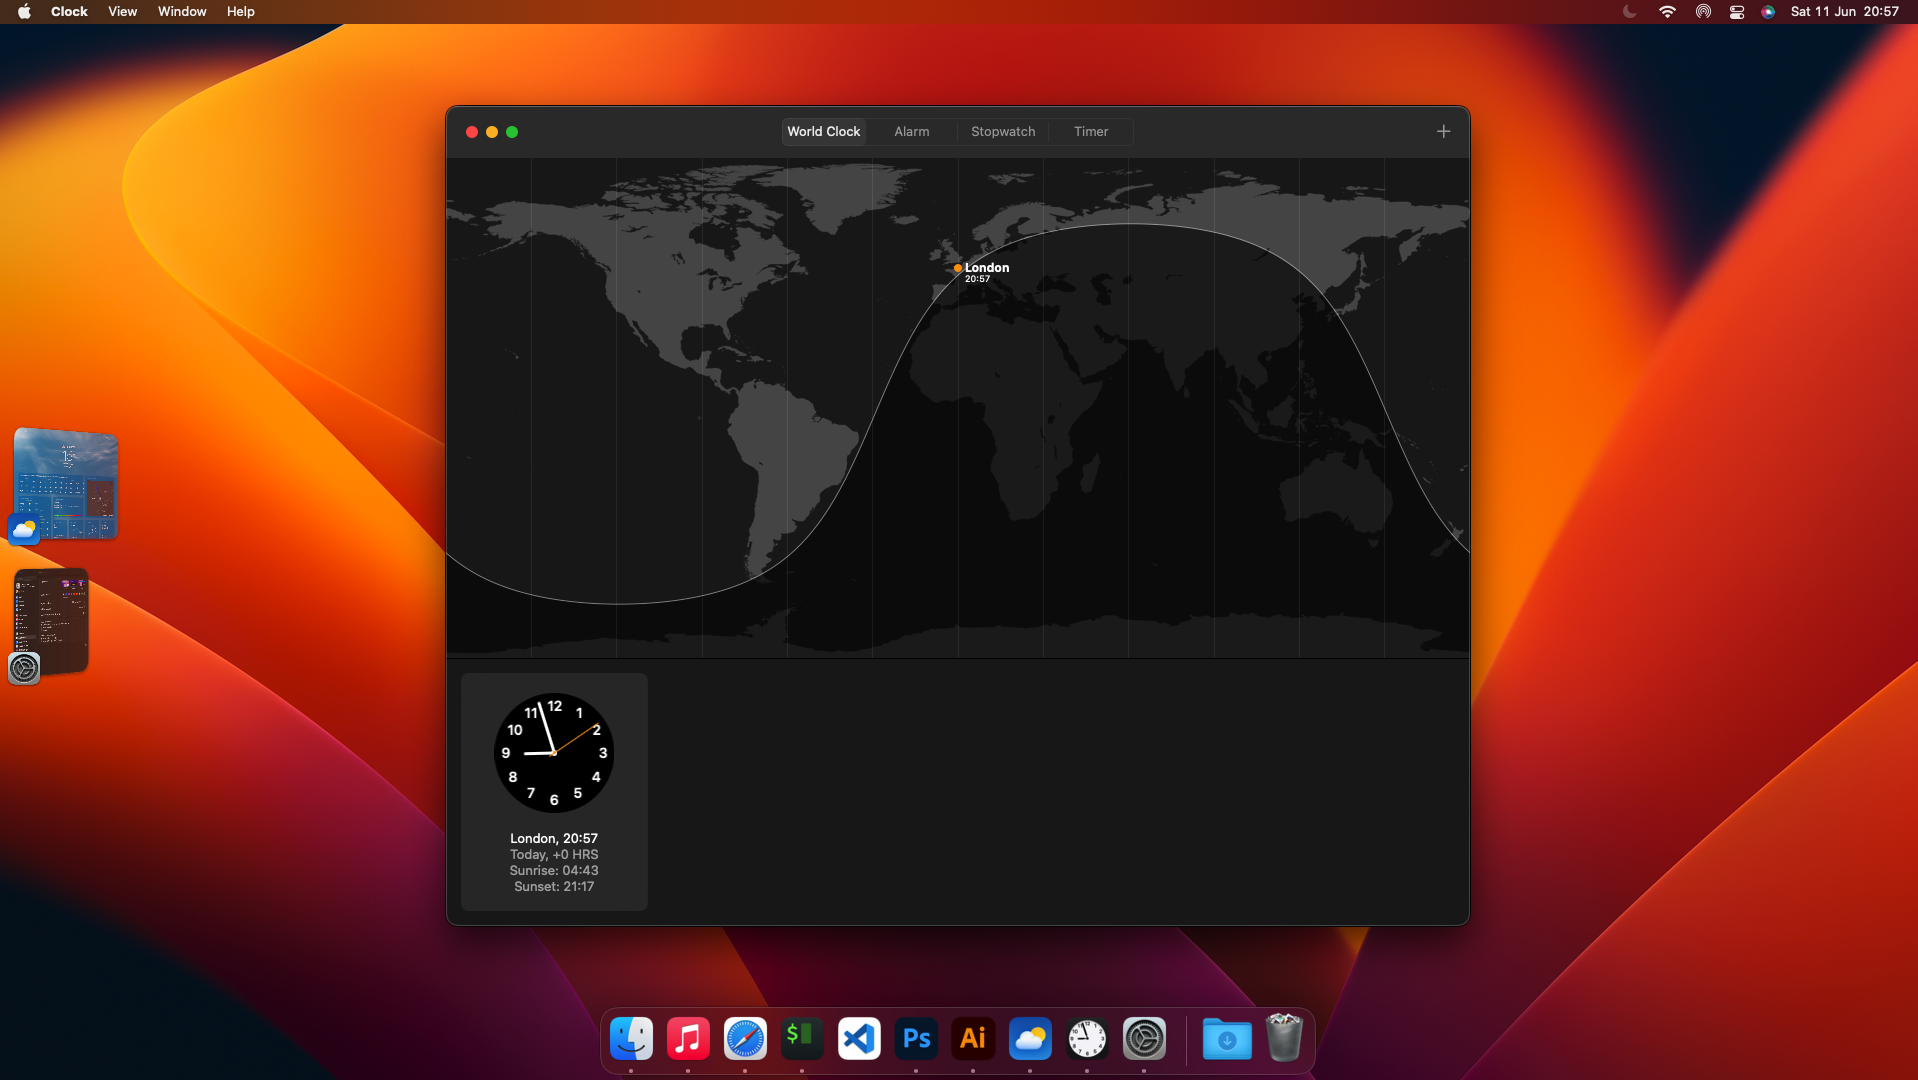 Clock View Window Help
Sat 11 Jun 20:57
World Clock Alarm Stopwatch Timer
London
20:57
12
1
2
3
4
5
6
7
8
9
10
11
London, 20:57
Today, +0 HRS
Sunrise: 04:43
Sunset: 21:17
$
Ps
Ai